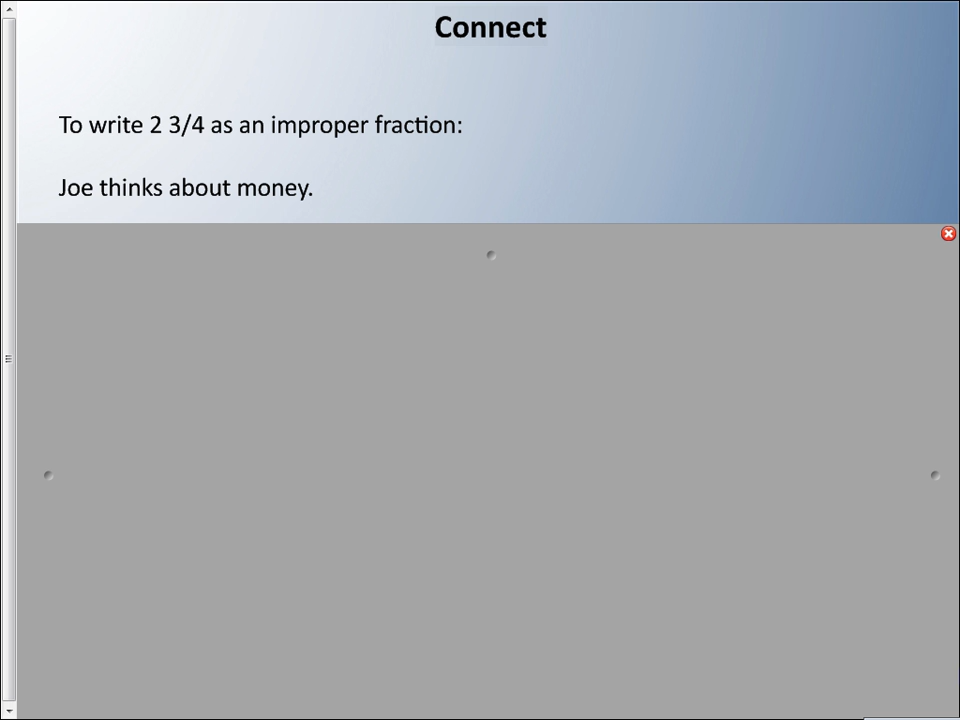 Connect
To write 2 3/4 as an improper fraction:
Joe thinks about money.